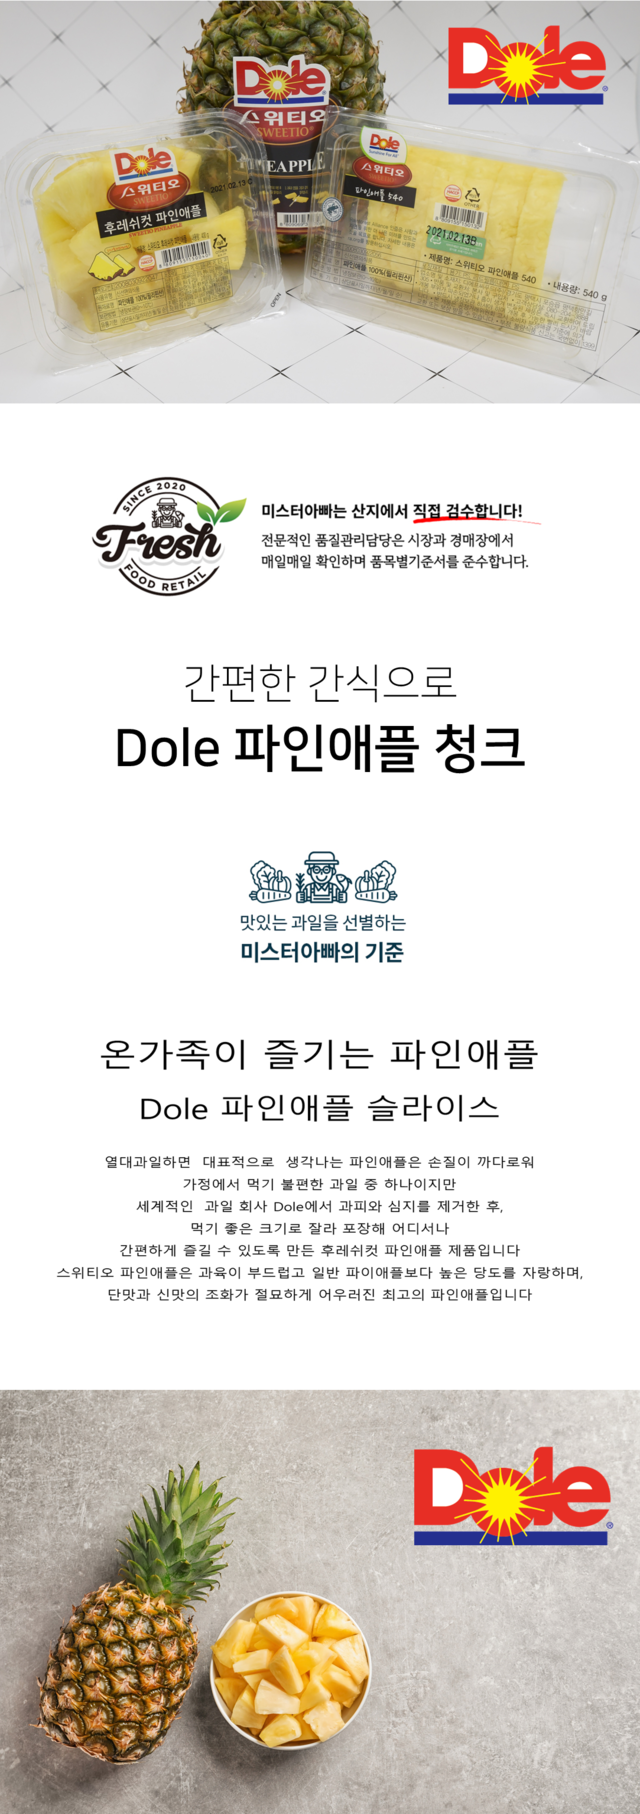 Dole
Dole
스위티오
SWEETIO
Dole
스위티오
SWEETIO
후레쉬컷 파인애플
SWEETIO PINEAPPLE
2021.02.13
OPEN
Dole
스위티오
파인애플 540
2021.02.13
• 제품명: 스위티오 파인애플 540
• 내용량: 540 g
파인애플 100%(필리핀산)
SINCE 2020
Fresh
FOOD RETAIL
미스터아빠는 산지에서 직접 검수합니다!
전문적인 품질관리담당은 시장과 경매장에서
매일매일 확인하며 품목별기준서를 준수합니다.
간편한 간식으로
Dole 파인애플 청크
맛있는 과일을 선별하는
미스터아빠의 기준
온가족이 즐기는 파인애플
Dole 파인애플 슬라이스
열대과일하면 대표적으로 생각나는 파인애플은 손질이 까다로워
가정에서 먹기 불편한 과일 중 하나이지만
세계적인 과일 회사 Dole에서 과피와 심지를 제거한 후,
먹기 좋은 크기로 잘라 포장해 어디서나
간편하게 즐길 수 있도록 만든 후레쉬컷 파인애플 제품입니다
스위티오 파인애플은 과육이 부드럽고 일반 파이애플보다 높은 당도를 자랑하며,
단맛과 신맛의 조화가 절묘하게 어우러진 최고의 파인애플입니다
Dole